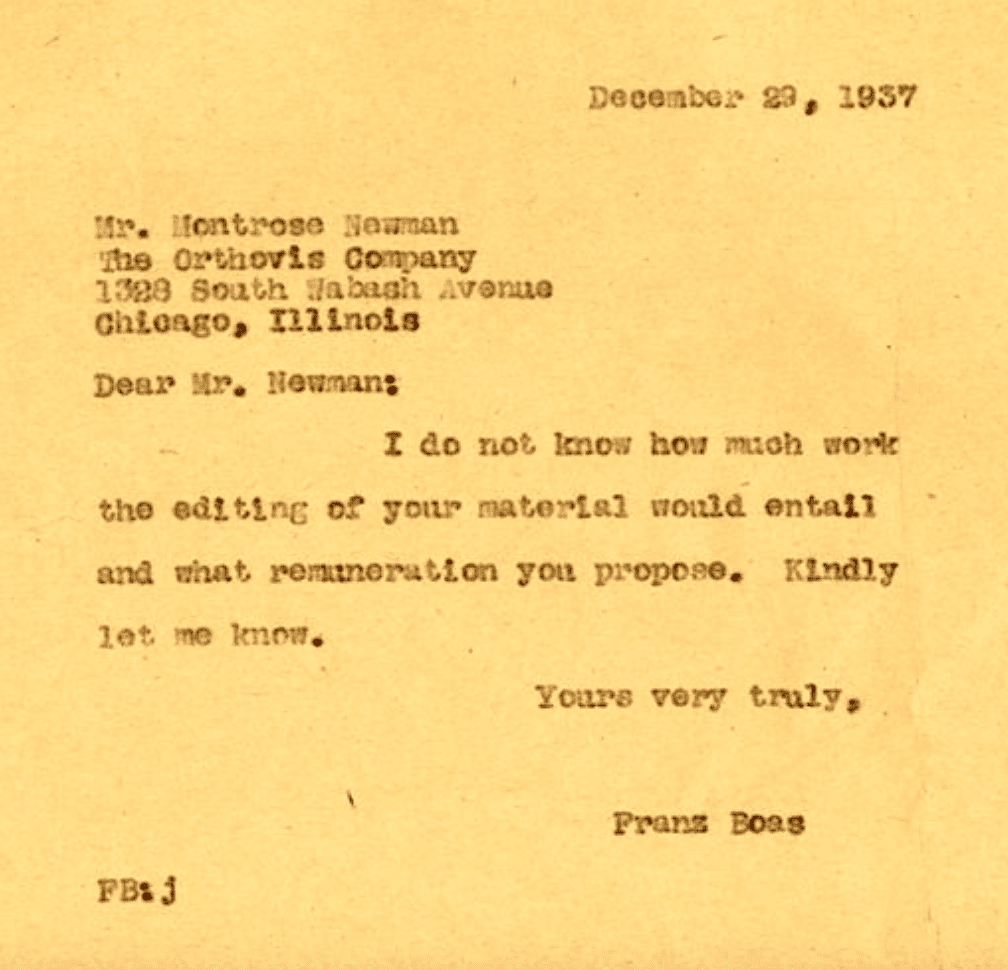 December 29, 1937
Mr. Montrose Newman
The Orthovis Company
1328 South Wabash Avenue
Chicago, Illinois
Dear Mr. Newman:
I do not know how much work
the editing of your material would entail
and what remuneration you propose. Kindly
let me know.
Yours very truly,
Franz Boas
FB:j